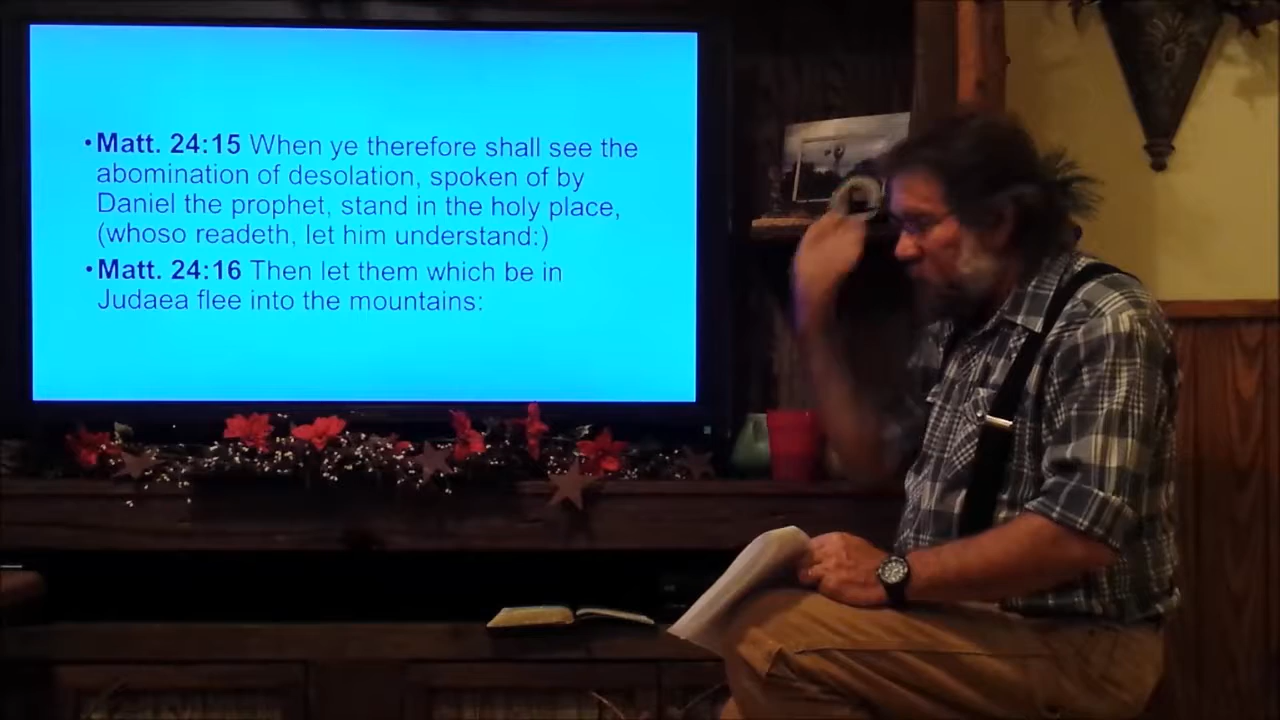 •Matt. 24:15 When ye therefore shall see the
abomination of desolation, spoken of by
Daniel the prophet, stand in the holy place,
(whoso readeth, let him understand:)
•Matt. 24:16 Then let them which be in
Judaea flee into the mountains: